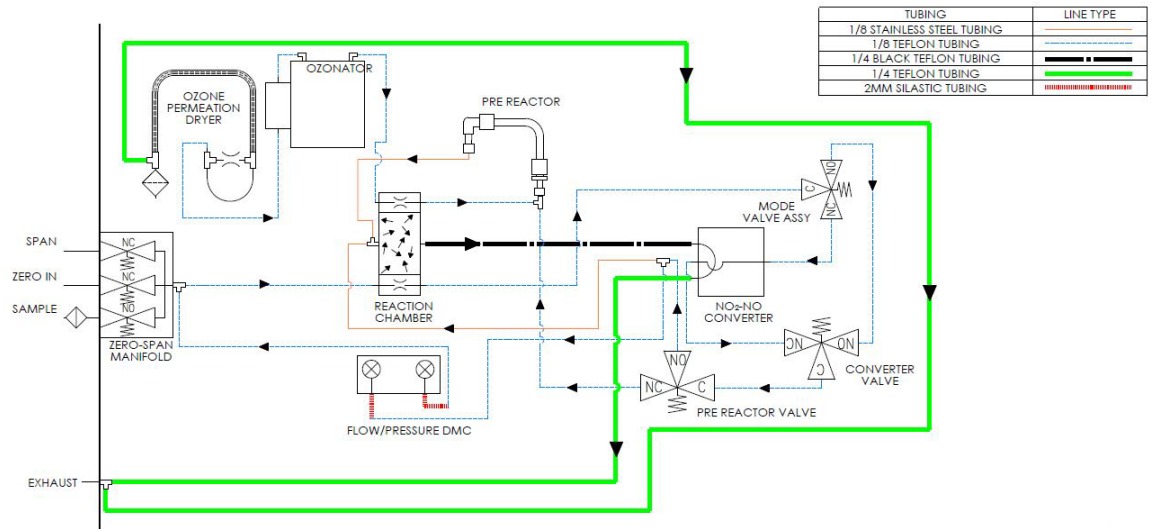 TUBING LINE TYPE
1/8 STAINLESS STEEL TUBING
1/8 TEFLON TUBING
1/4 BLACK TEFLON TUBING
1/4 TEFLON TUBING
2MM SILASTIC TUBING
OZONATOR
OZONE
PERMEATION
DRYER
PRE REACTOR
C
NO
NC
MODE
VALVE ASSY
SPAN
ZERO IN
SAMPLE
NC
NC
NO
ZERO-SPAN
MANIFOLD
REACTION
CHAMBER
NO₂-NO
CONVERTER
NC
NO
C
CONVERTER
VALVE
NO
NC
C
PRE REACTOR VALVE
FLOW/PRESSURE DMC
EXHAUST